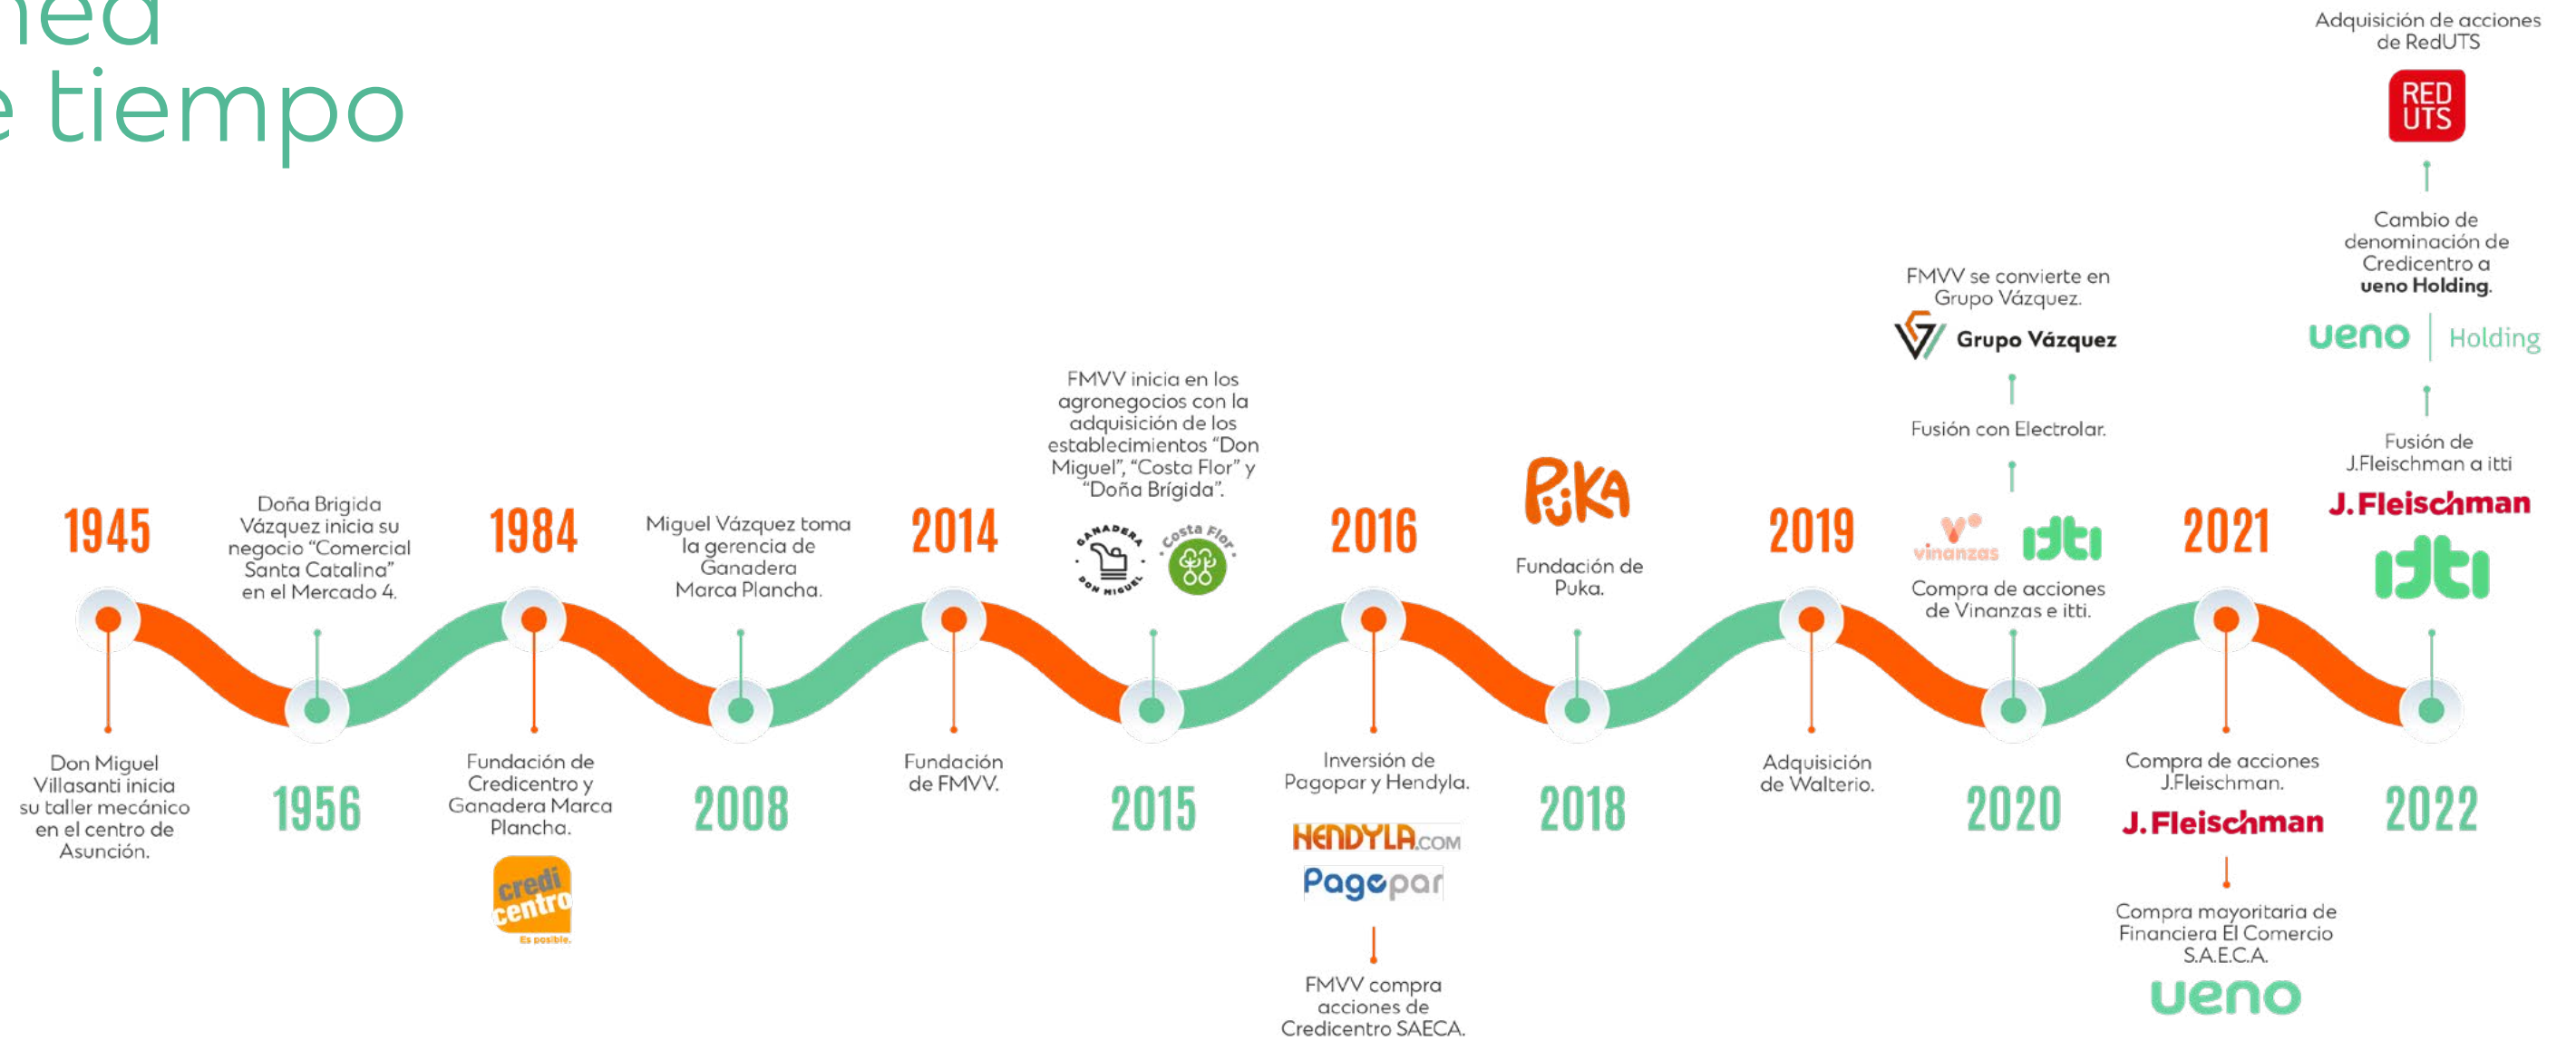 nea
e tiempo
1945
Don Miguel
Villasanti inicia
su taller mecánico
en el centro de
Asunción.
Doña Brigida
Vázquez inicia su
negocio “Comercial
Santa Catalina”
en el Mercado 4.
1956
1984
Fundación de
Credicentro y
Ganadera Marca
Plancha.
credi
centro
Es posible.
Miguel Vázquez toma
la gerencia de
Ganadera
Marca Plancha.
2008
2014
Fundación
de FMVV.
FMVV inicia en los
agronegocios con la
adquisición de los
establecimientos “Don
Miguel”, “Costa Flor” y
“Doña Brígida”.
GANADERA
DON MIGUEL
Costa Flor
2015
2016
Inversión de
Pagopar y Hendyla.
HENDYLA.COM
Pagopar
FMVV compra
acciones de
Credicentro SAECA.
PUKA
Fundación de
Puka.
2018
2019
Adquisición
de Walterio.
FMVV se convierte en
Grupo Vázquez.
Grupo Vázquez
Fusión con Electrolar.
vinanzas
itti
Compra de acciones
de Vinanzas e itti.
2020
2021
Compra de acciones
J.Fleischman.
J.Fleischman
Compra mayoritaria de
Financiera El Comercio
S.A.E.C.A.
ueno
Adquisición de acciones
de RedUTS
RED
UTS
Cambio de
denominación de
Credicentro a
ueno Holding.
ueno | Holding
Fusión de
J.Fleischman a itti
J.Fleischman
itti
2022